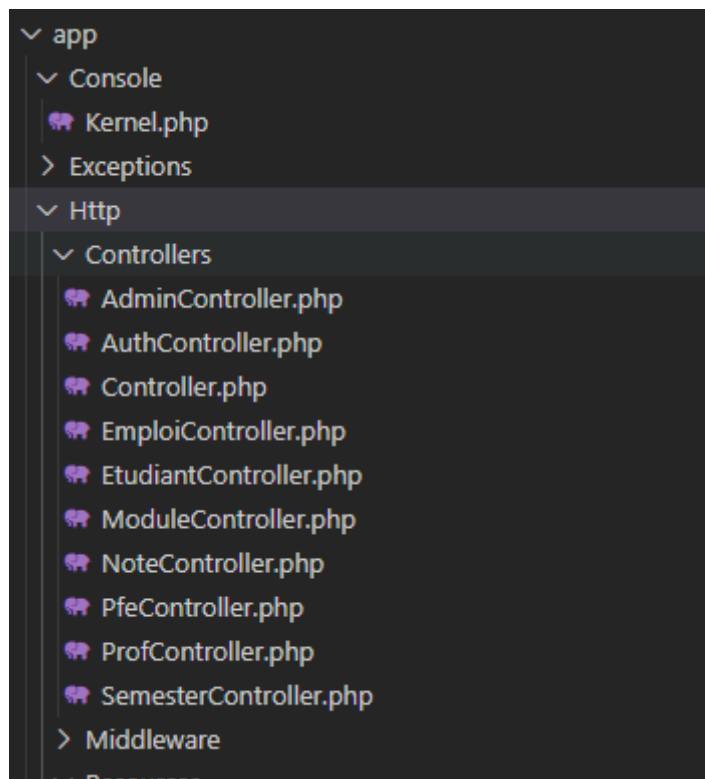 app
Console
Kernel.php
Exceptions
Http
Controllers
AdminController.php
AuthController.php
Controller.php
EmploiController.php
EtudiantController.php
ModuleController.php
NoteController.php
PfeController.php
ProfController.php
SemesterController.php
Middleware